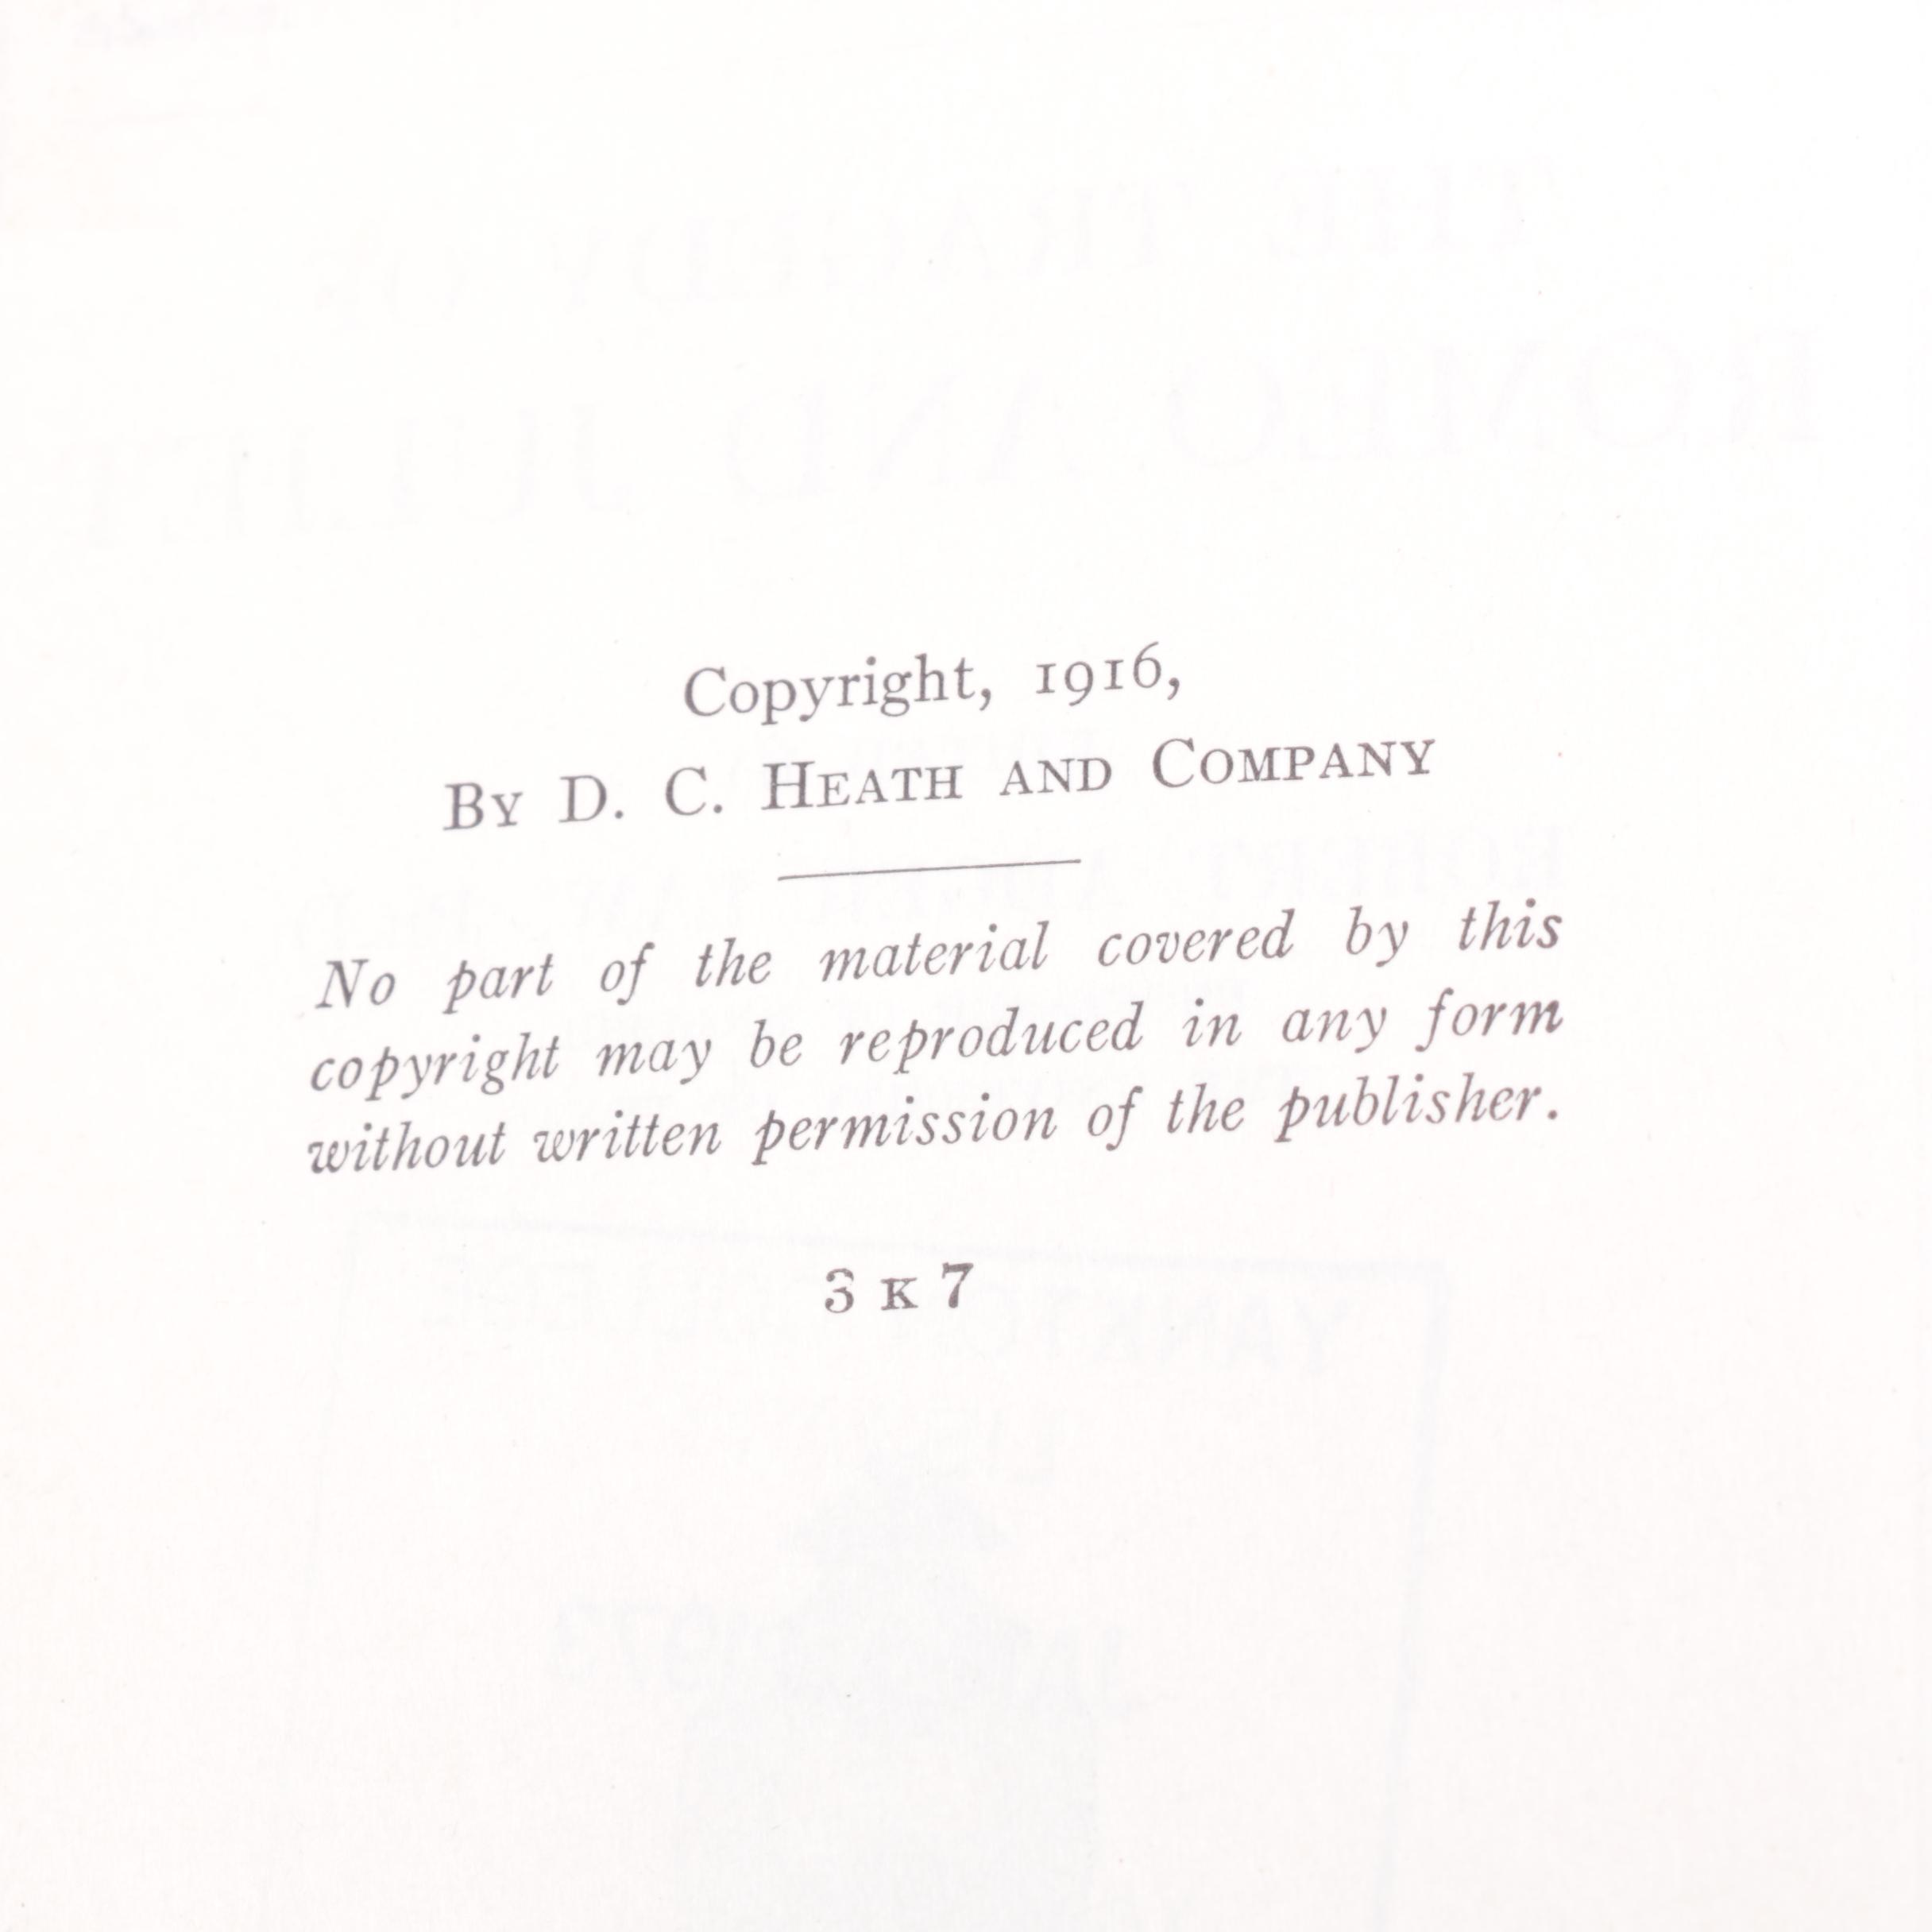 Copyright, 1916,
By D. C. Heath and Company
No part of the material covered by this
copyright may be reproduced in any form
without written permission of the publisher.
3 K 7